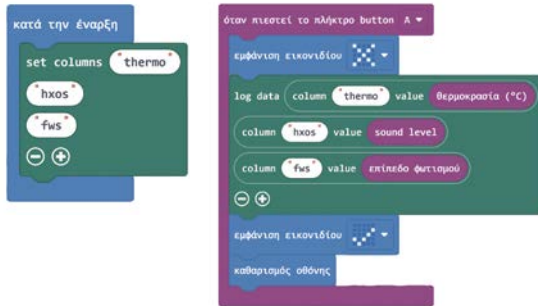 κατά την έναρξη
set columns "thermo"
"hxos"
"fws"
όταν πιεστεί το πλήκτρο button A
εμφάνιση εικονιδίου
log data column "thermo" value θερμοκρασία (°C)
column "hxos" value sound level
column "fws" value επίπεδο φωτισμού
εμφάνιση εικονιδίου
καθαρισμός οθόνης